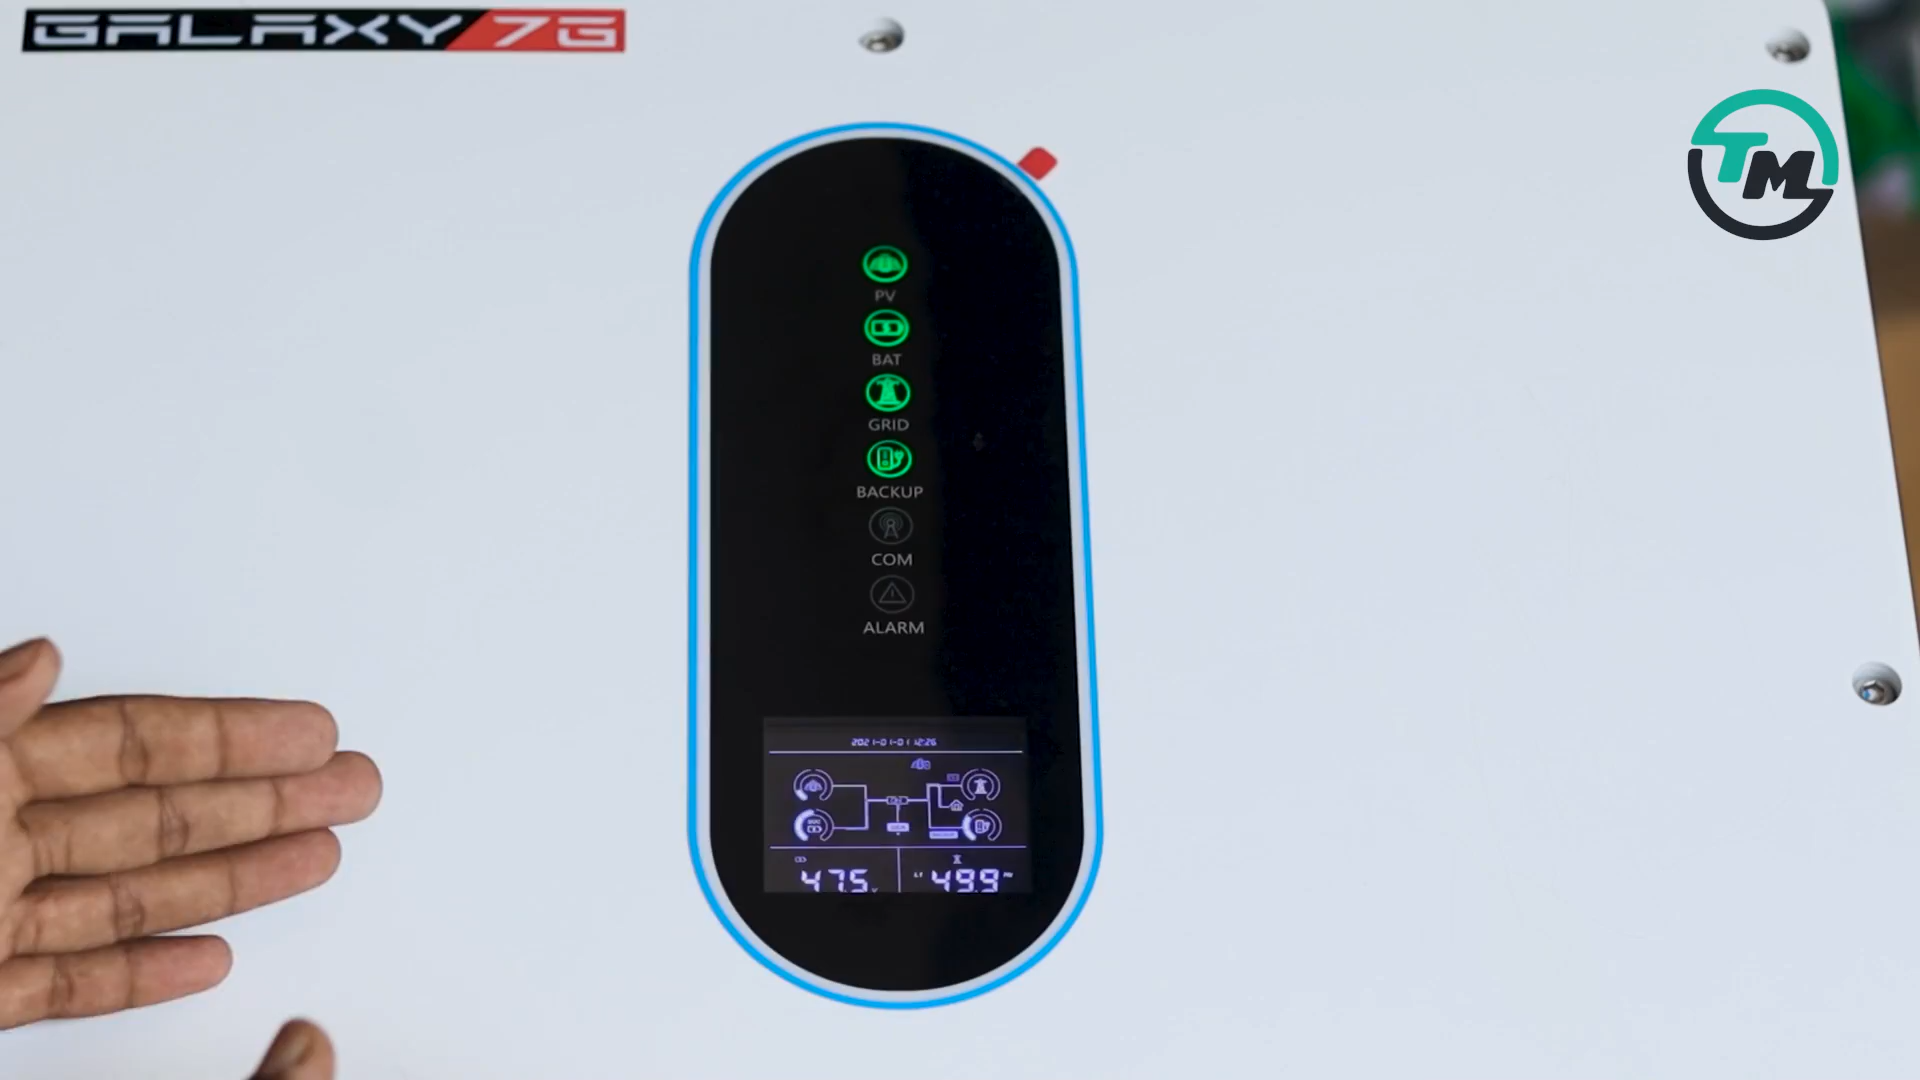 GALAXY 7G
TM
PV
BAT
GRID
BACKUP
COM
ALARM
2021-01-01 12:26
47.5 V
49.9